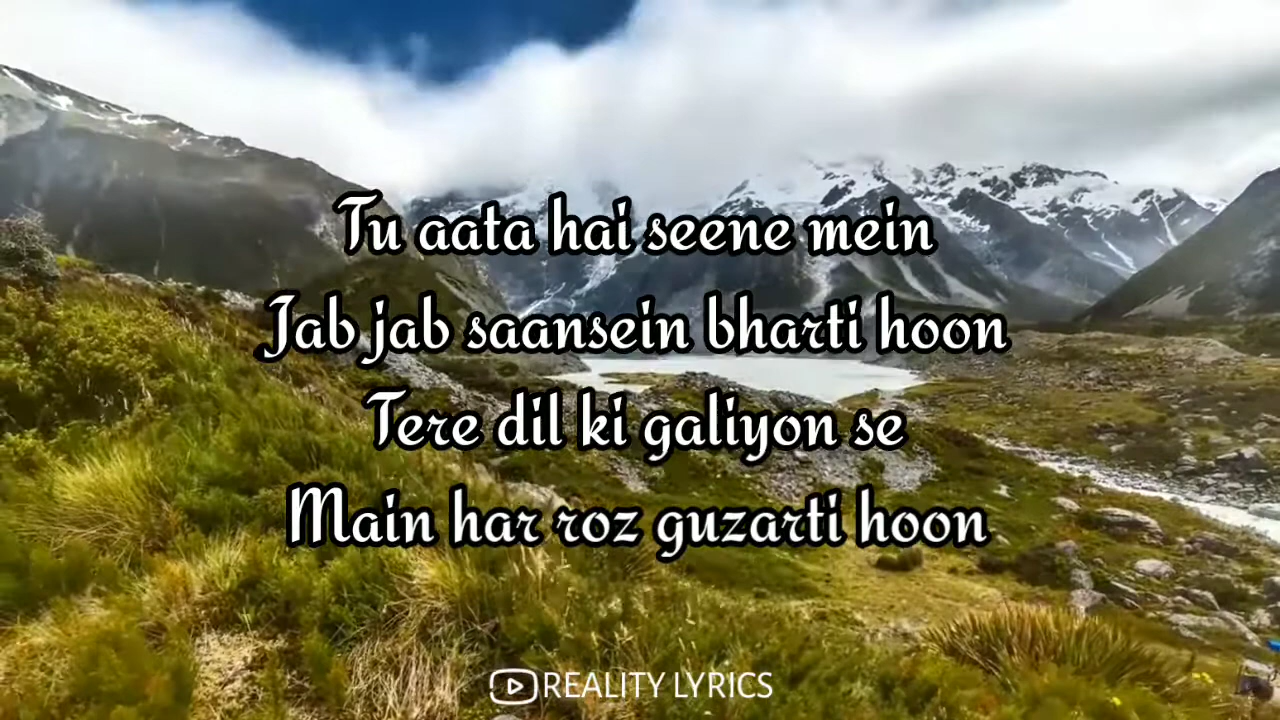 Tu aata hai seene mein
Jab jab saansein bharti hoon
Tere dil ki galiyon se
Main har roz guzarti hoon
REALITY LYRICS